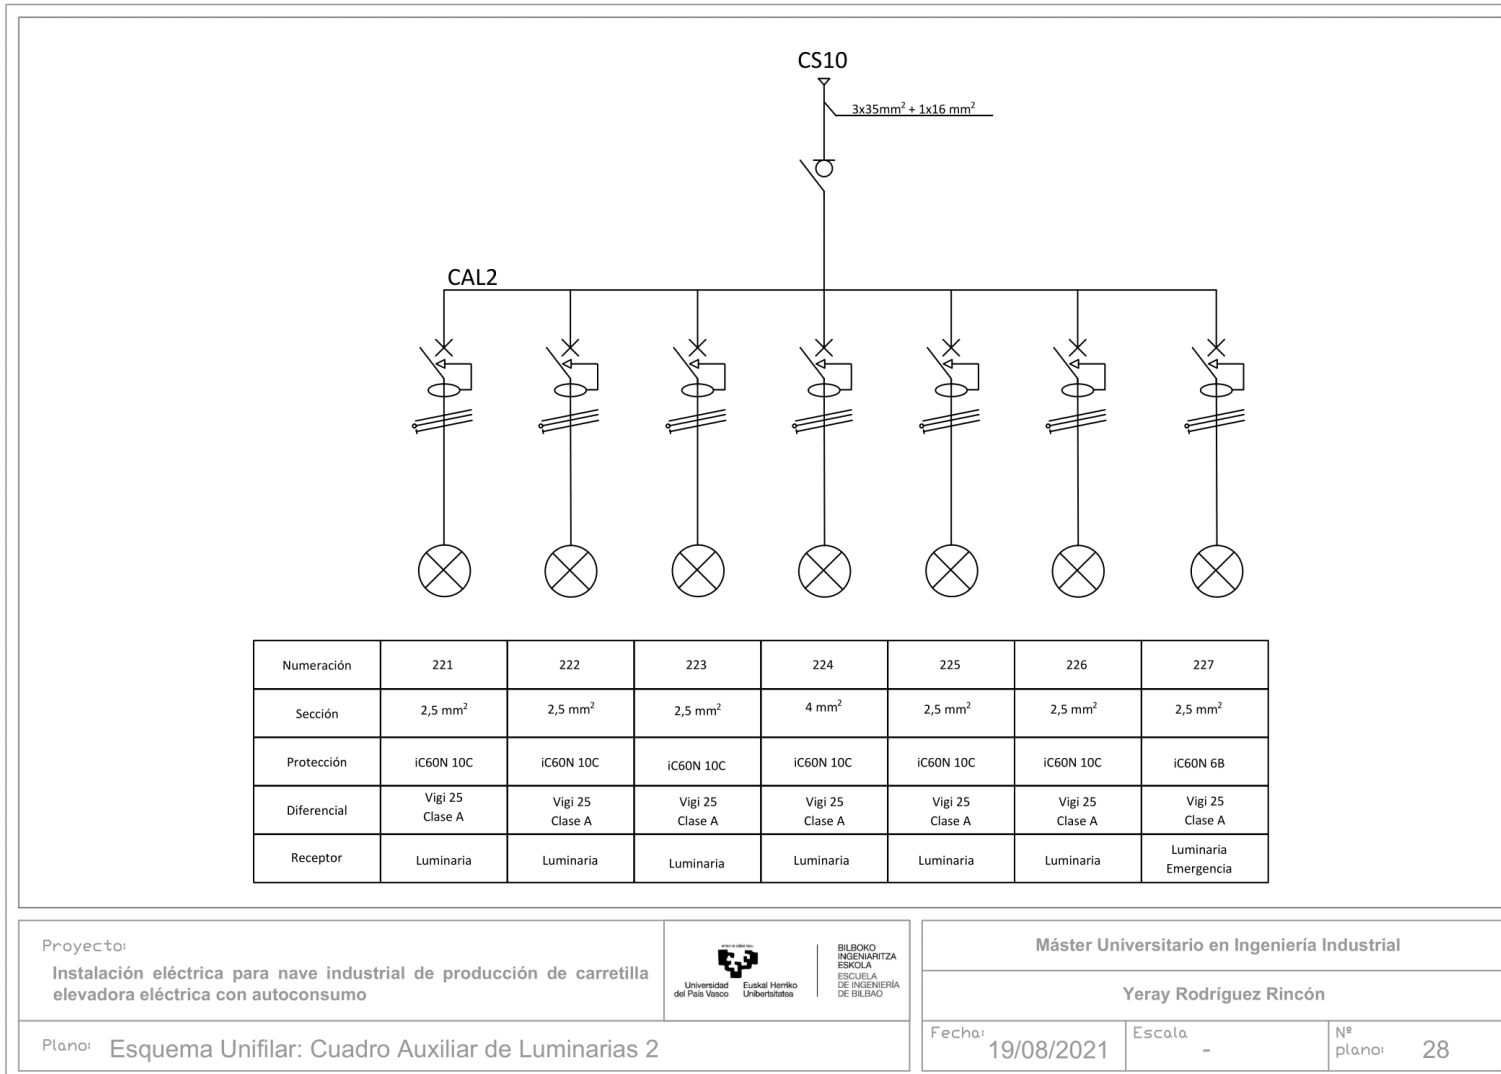 CS10
3x35mm² + 1x16 mm²
CAL2
Numeración 221 222 223 224 225 226 227
Sección 2,5 mm² 2,5 mm² 2,5 mm² 4 mm² 2,5 mm² 2,5 mm² 2,5 mm²
Protección iC60N 10C iC60N 10C iC60N 10C iC60N 10C iC60N 10C iC60N 10C iC60N 6B
Diferencial Vigi 25 Clase A Vigi 25 Clase A Vigi 25 Clase A Vigi 25 Clase A Vigi 25 Clase A Vigi 25 Clase A Vigi 25 Clase A
Receptor Luminaria Luminaria Luminaria Luminaria Luminaria Luminaria Luminaria Emergencia
Proyecto:
Instalación eléctrica para nave industrial de producción de carretilla
elevadora eléctrica con autoconsumo
Universidad Euskal Herriko
del País Vasco Unibertsitatea
BILBOKO
INGENIARITZA
ESKOLA
ESCUELA
DE INGENIERÍA
DE BILBAO
Plano: Esquema Unifilar: Cuadro Auxiliar de Luminarias 2
Máster Universitario en Ingeniería Industrial
Yeray Rodríguez Rincón
Fecha: 19/08/2021
Escala -
Nº plano: 28